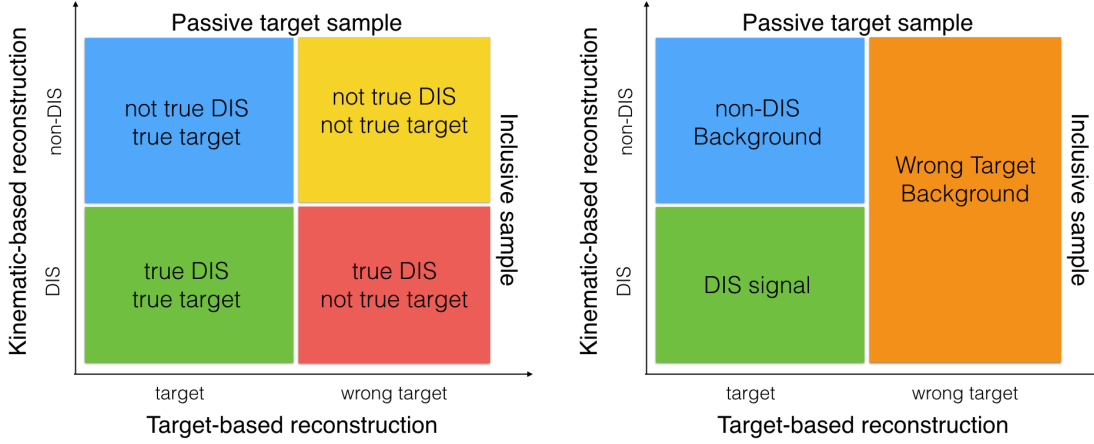 Passive target sample
Kinematic-based reconstruction
non-DIS
DIS
not true DIS
true target
not true DIS
not true target
true DIS
true target
true DIS
not true target
Inclusive sample
target
wrong target
Target-based reconstruction
Passive target sample
Kinematic-based reconstruction
non-DIS
DIS
non-DIS
Background
Wrong Target
Background
DIS signal
Inclusive sample
target
wrong target
Target-based reconstruction